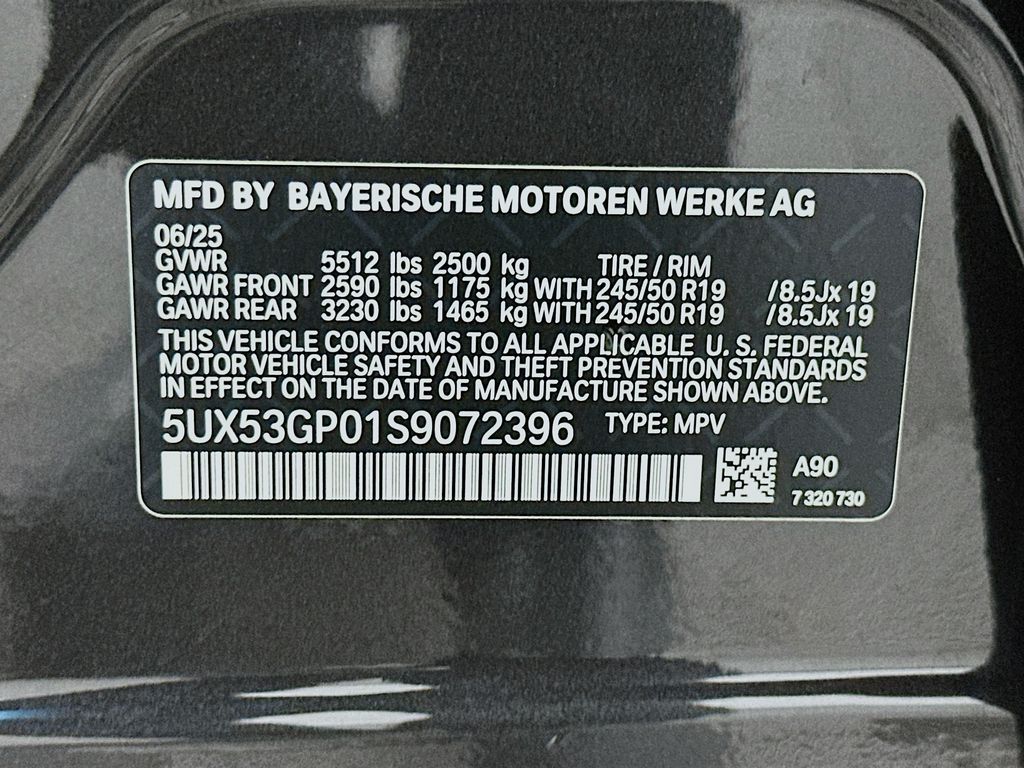 MFD BY BAYERISCHE MOTOREN WERKE AG
06/25
GVWR 5512 lbs 2500 kg TIRE / RIM
GAWR FRONT 2590 lbs 1175 kg WITH 245/50 R19 /8.5Jx 19
GAWR REAR 3230 lbs 1465 kg WITH 245/50 R19 /8.5Jx 19
THIS VEHICLE CONFORMS TO ALL APPLICABLE U. S. FEDERAL
MOTOR VEHICLE SAFETY AND THEFT PREVENTION STANDARDS
IN EFFECT ON THE DATE OF MANUFACTURE SHOWN ABOVE.
5UX53GP01S9072396 TYPE: MPV
A90
7 320 730